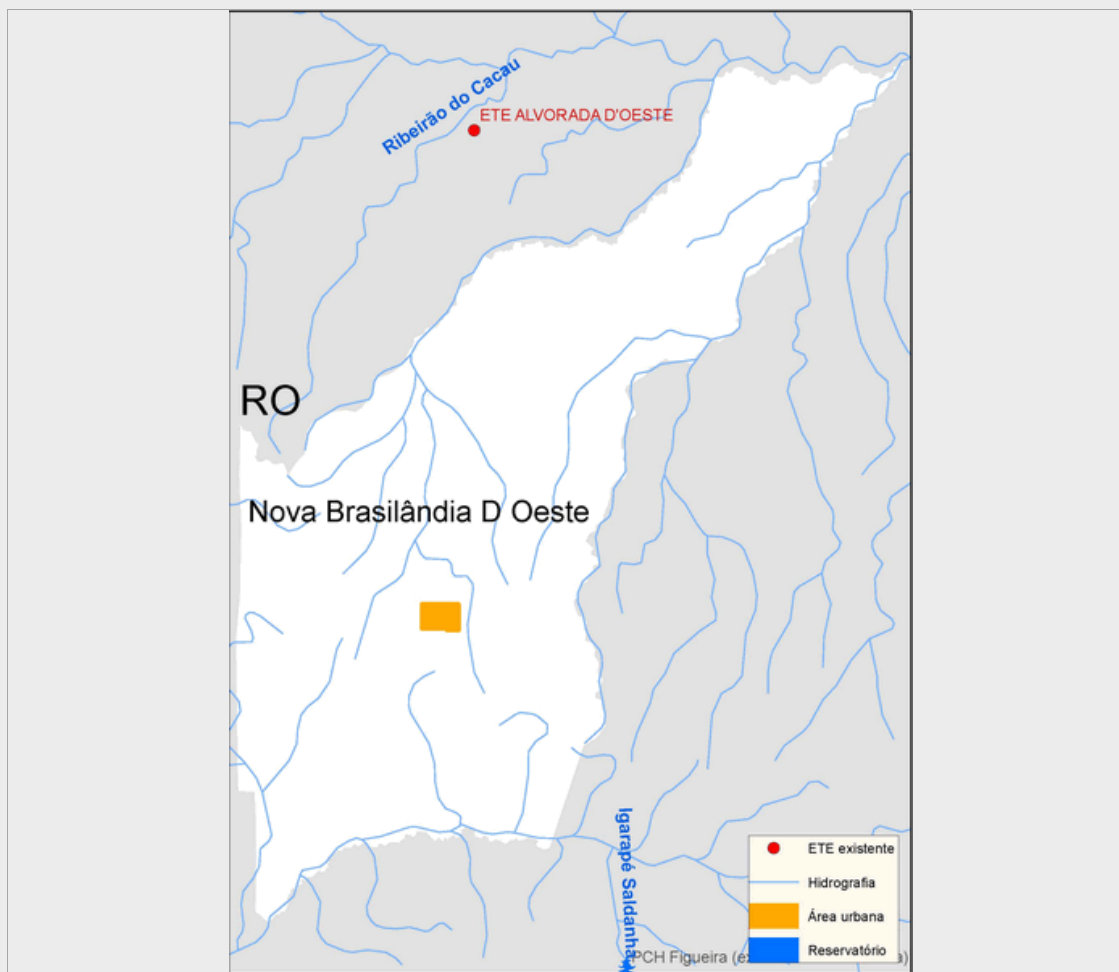 Ribeirão do Cacau
ETE ALVORADA D'OESTE
RO
Nova Brasilândia D Oeste
Igarapé Saldanha
ETE existente
Hidrografia
Área urbana
Reservatório
PCH Figueira